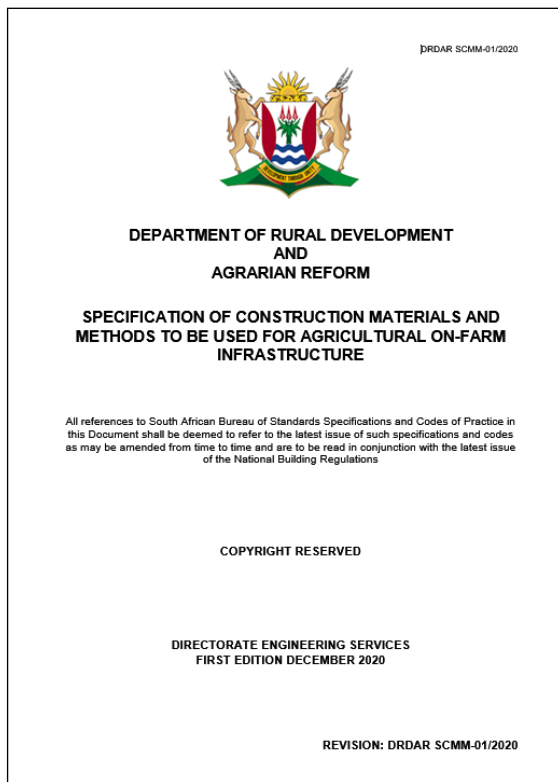 DRDAR SCMM-01/2020
DEVELOPMENT THROUGH UNITY
DEPARTMENT OF RURAL DEVELOPMENT
AND
AGRARIAN REFORM
SPECIFICATION OF CONSTRUCTION MATERIALS AND
METHODS TO BE USED FOR AGRICULTURAL ON-FARM
INFRASTRUCTURE
All references to South African Bureau of Standards Specifications and Codes of Practice in
this Document shall be deemed to refer to the latest issue of such specifications and codes
as may be amended from time to time and are to be read in conjunction with the latest issue
of the National Building Regulations
COPYRIGHT RESERVED
DIRECTORATE ENGINEERING SERVICES
FIRST EDITION DECEMBER 2020
REVISION: DRDAR SCMM-01/2020